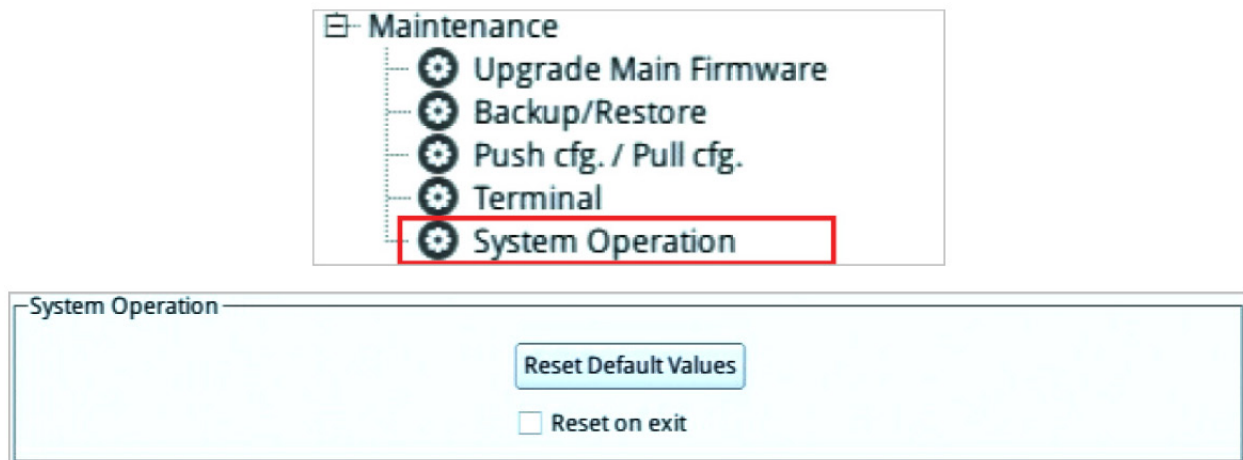 Maintenance
Upgrade Main Firmware
Backup/Restore
Push cfg. / Pull cfg.
Terminal
System Operation
System Operation
Reset Default Values
Reset on exit